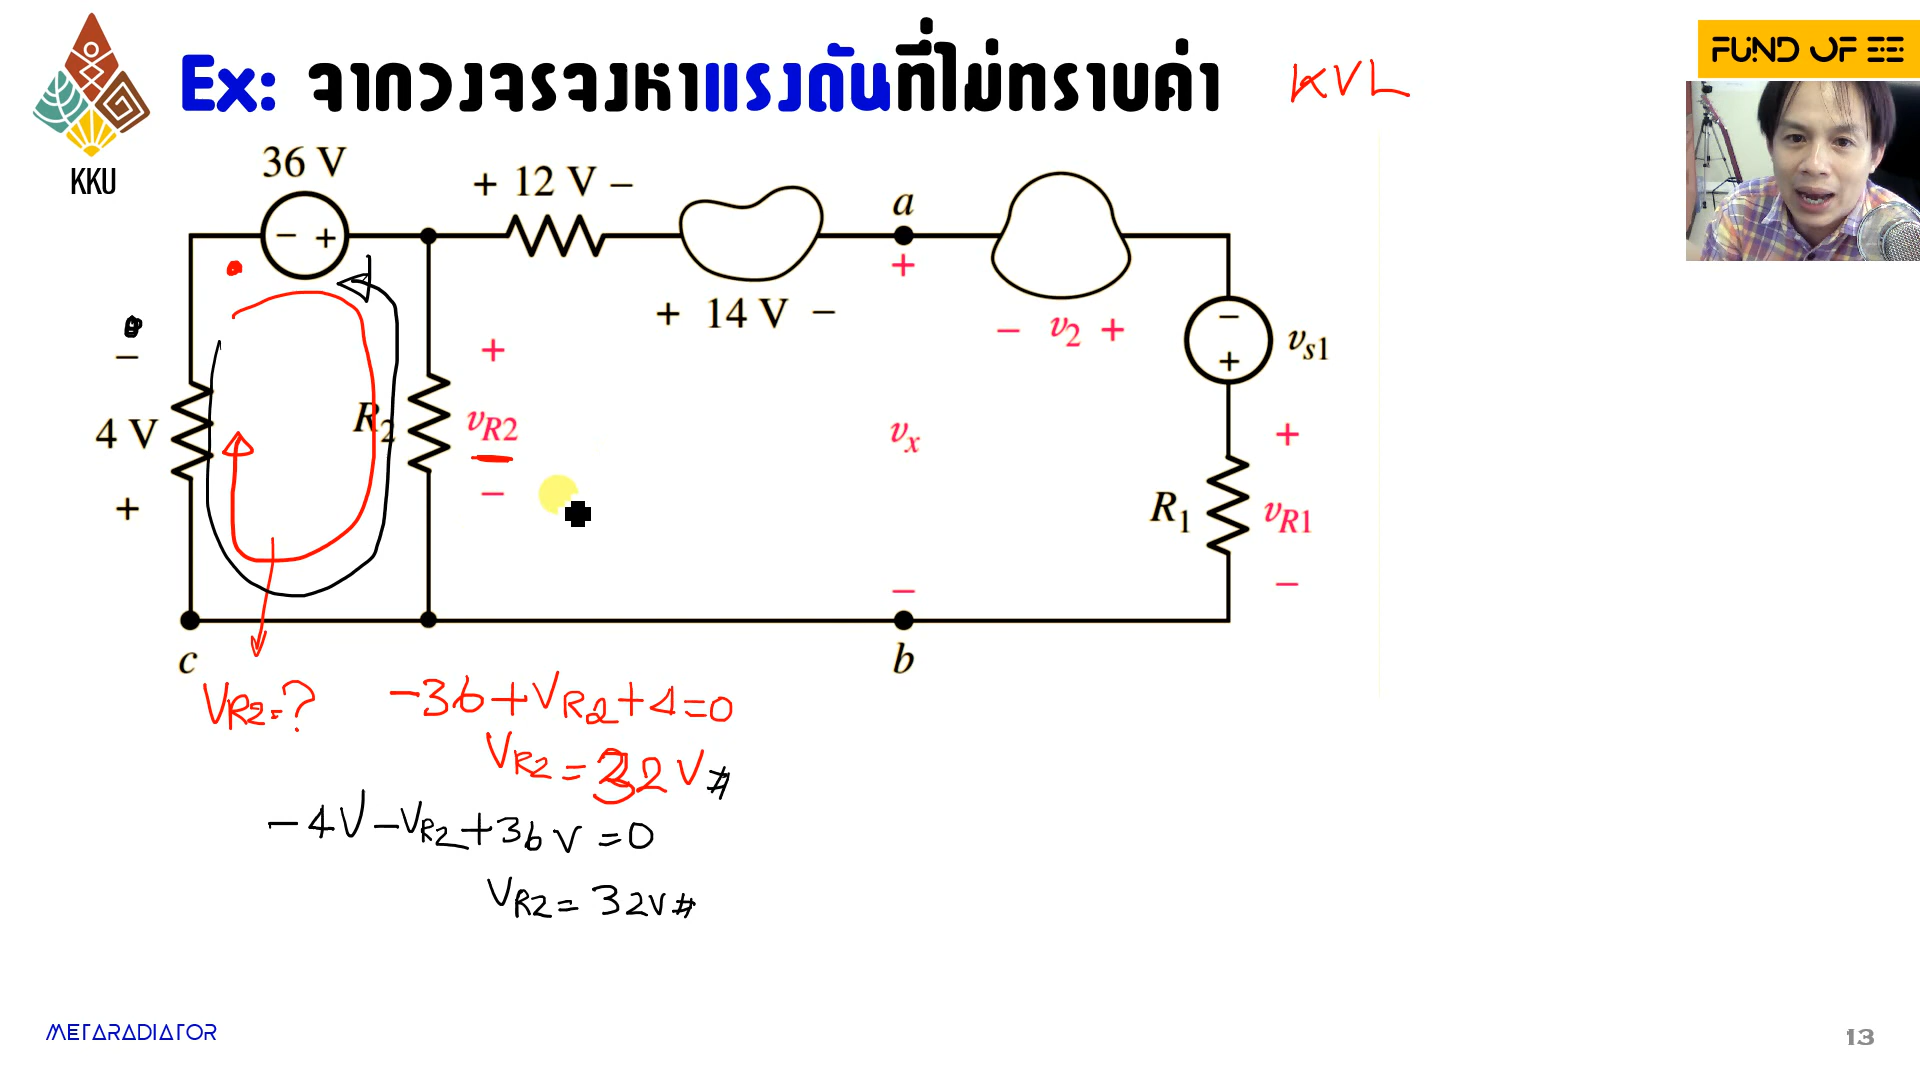 FUND OF EE
Ex: จากวงจรจงหาแรงดันที่ไม่ทราบค่า
KVL
KKU
36 V
+ 12 V −
a
− +
+
+ 14 V −
− v2 +
−
+
vs1
−
4 V
+
R2
+
vR2
−
vx
R1
+
vR1
−
−
c
b
VR2=?
−36+VR2+4=0
VR2=32V#
−4V−VR2+36V=0
VR2=32V#
METARADIATOR
13